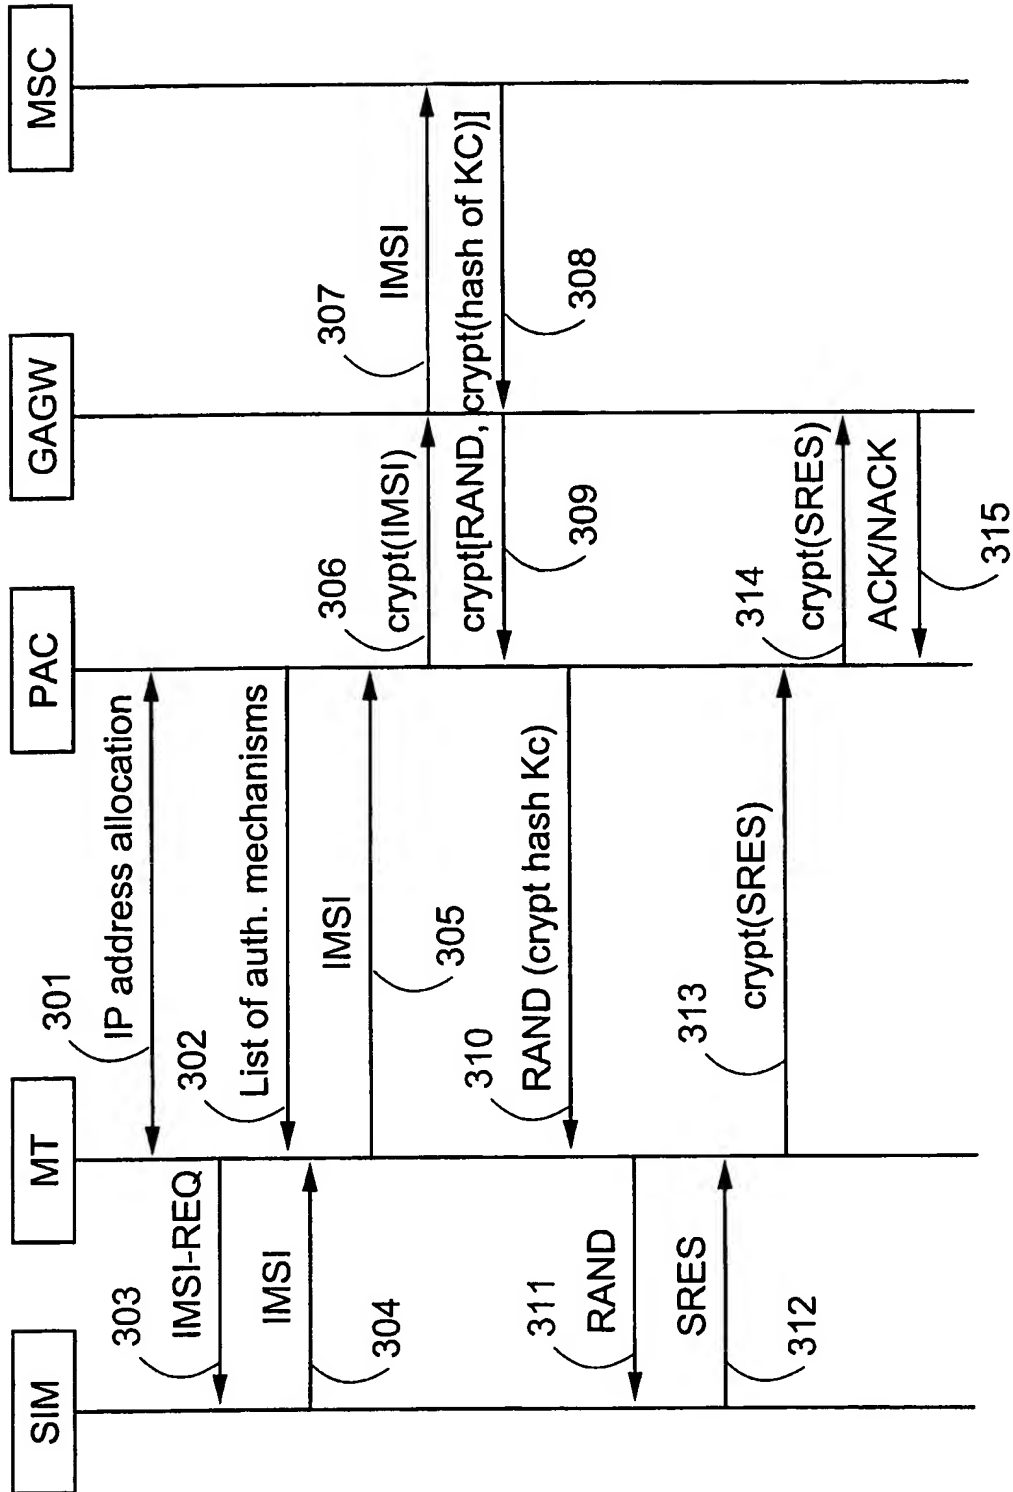 SIM
MT
PAC
GAGW
MSC
301
IP address allocation
303
IMSI-REQ
302
List of auth. mechanisms
304
IMSI
305
IMSI
306
crypt(IMSI)
307
IMSI
308
crypt[RAND, crypt(hash of KC)]
309
310
RAND (crypt hash Kc)
311
RAND
312
SRES
313
crypt(SRES)
314
crypt(SRES)
ACK/NACK
315